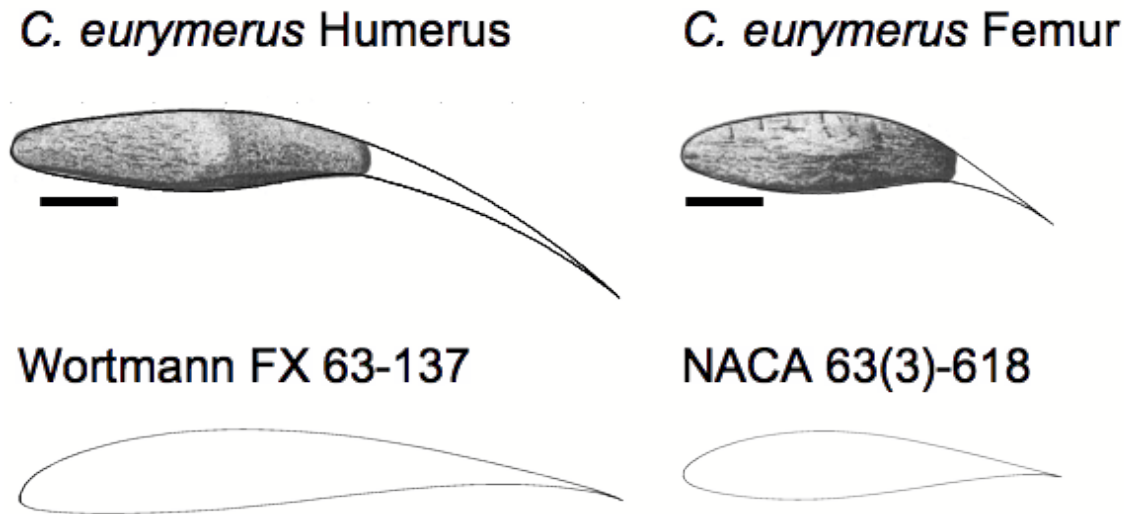 C. eurymerus Humerus
C. eurymerus Femur
Wortmann FX 63-137
NACA 63(3)-618